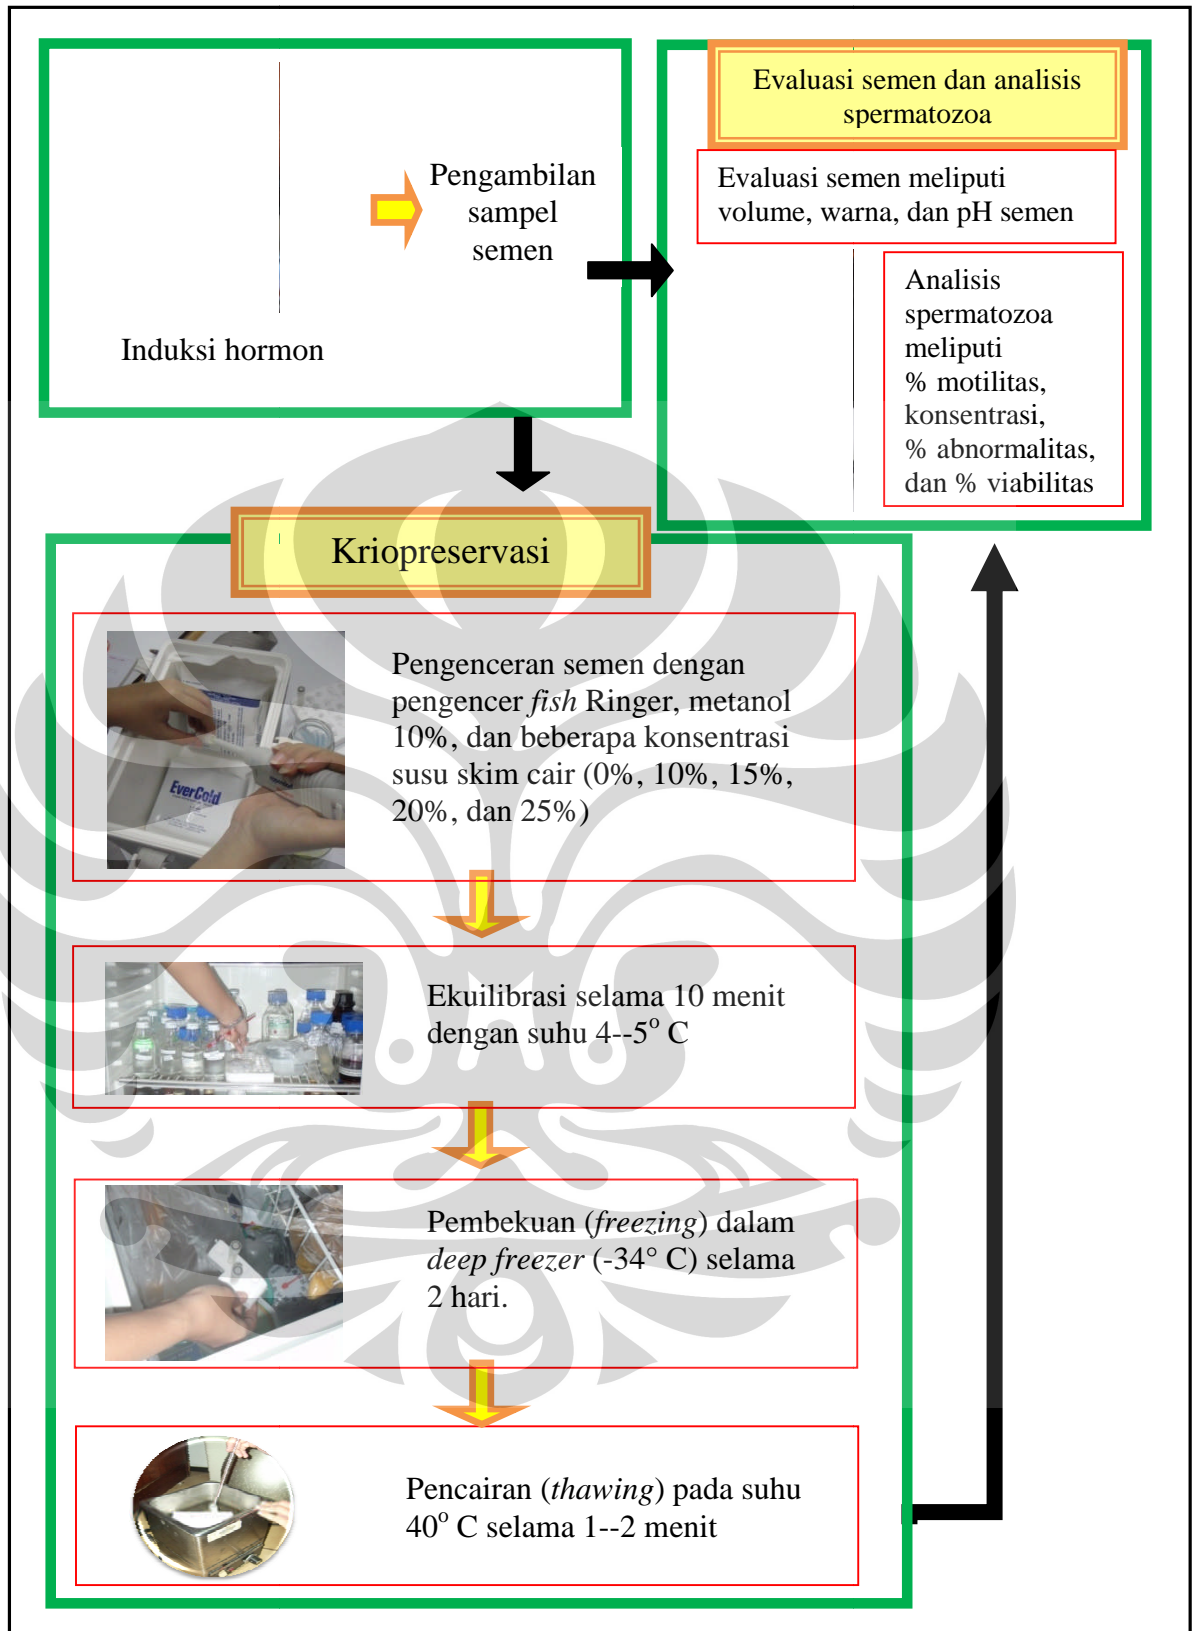 Induksi hormon
Pengambilan
sampel
semen
Evaluasi semen dan analisis
spermatozoa
Evaluasi semen meliputi
volume, warna, dan pH semen
Analisis
spermatozoa
meliputi
% motilitas,
konsentrasi,
% abnormalitas,
dan % viabilitas
Kriopreservasi
EverCold
Pengenceran semen dengan
pengencer fish Ringer, metanol
10%, dan beberapa konsentrasi
susu skim cair (0%, 10%, 15%,
20%, dan 25%)
Ekuilibrasi selama 10 menit
dengan suhu 4--5° C
Pembekuan (freezing) dalam
deep freezer (-34° C) selama
2 hari.
Pencairan (thawing) pada suhu
40° C selama 1--2 menit